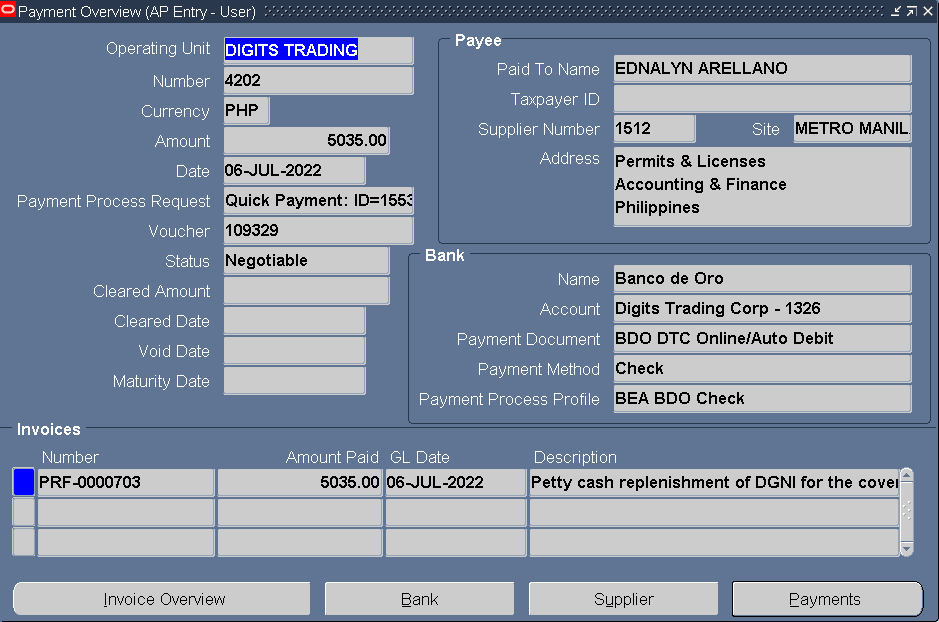 Payment Overview (AP Entry - User)
Operating Unit DIGITS TRADING
Number 4202
Currency PHP
Amount 5035.00
Date 06-JUL-2022
Payment Process Request Quick Payment: ID=1553
Voucher 109329
Status Negotiable
Cleared Amount
Cleared Date
Void Date
Maturity Date
Payee
Paid To Name EDNALYN ARELLANO
Taxpayer ID
Supplier Number 1512 Site METRO MANIL
Address Permits & Licenses
Accounting & Finance
Philippines
Bank
Name Banco de Oro
Account Digits Trading Corp - 1326
Payment Document BDO DTC Online/Auto Debit
Payment Method Check
Payment Process Profile BEA BDO Check
Invoices
Number Amount Paid GL Date Description
PRF-0000703 5035.00 06-JUL-2022 Petty cash replenishment of DGNI for the cover
Invoice Overview Bank Supplier Payments